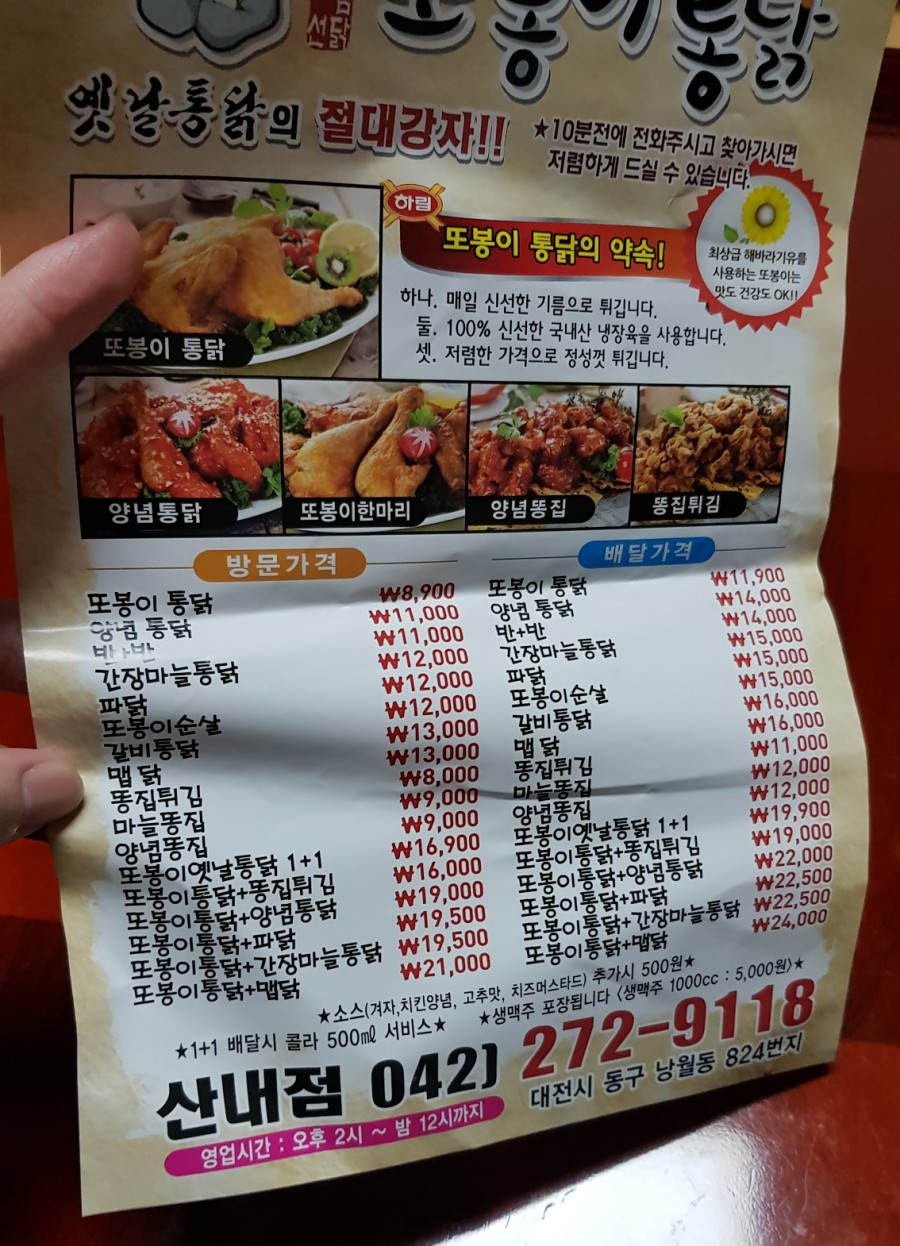 선닭
또봉이통닭
옛날통닭의 절대강자!!
★10분전에 전화주시고 찾아가시면
저렴하게 드실 수 있습니다.
하림
또봉이 통닭의 약속!
최상급 해바라기유를
사용하는 또봉이는
맛도 건강도 OK!!
하나. 매일 신선한 기름으로 튀깁니다.
둘. 100% 신선한 국내산 냉장육을 사용합니다.
셋. 저렴한 가격으로 정성껏 튀깁니다.
또봉이 통닭
양념통닭
또봉이한마리
양념똥집
똥집튀김
방문가격
또봉이 통닭 ₩8,900
양념 통닭 ₩11,000
반+반 ₩11,000
간장마늘통닭 ₩12,000
파닭 ₩12,000
또봉이순살 ₩12,000
갈비통닭 ₩13,000
맵닭 ₩13,000
똥집튀김 ₩8,000
마늘똥집 ₩9,000
양념똥집 ₩9,000
또봉이옛날통닭 1+1 ₩16,900
또봉이통닭+똥집튀김 ₩16,000
또봉이통닭+양념통닭 ₩19,000
또봉이통닭+파닭 ₩19,500
또봉이통닭+간장마늘통닭 ₩19,500
또봉이통닭+맵닭 ₩21,000
배달가격
또봉이 통닭 ₩11,900
양념 통닭 ₩14,000
반+반 ₩14,000
간장마늘통닭 ₩15,000
파닭 ₩15,000
또봉이순살 ₩15,000
갈비통닭 ₩16,000
맵닭 ₩16,000
똥집튀김 ₩11,000
마늘똥집 ₩12,000
양념똥집 ₩12,000
또봉이옛날통닭 1+1 ₩19,900
또봉이통닭+똥집튀김 ₩19,000
또봉이통닭+양념통닭 ₩22,000
또봉이통닭+파닭 ₩22,500
또봉이통닭+간장마늘통닭 ₩22,500
또봉이통닭+맵닭 ₩24,000
★소스(겨자,치킨양념, 고추맛, 치즈머스타드) 추가시 500원★
★1+1 배달시 콜라 500㎖ 서비스★ ★생맥주 포장됩니다 〈생맥주 1000cc : 5,000원〉★
산내점 042) 272-9118
영업시간 : 오후 2시 ~ 밤 12시까지
대전시 동구 낭월동 824번지